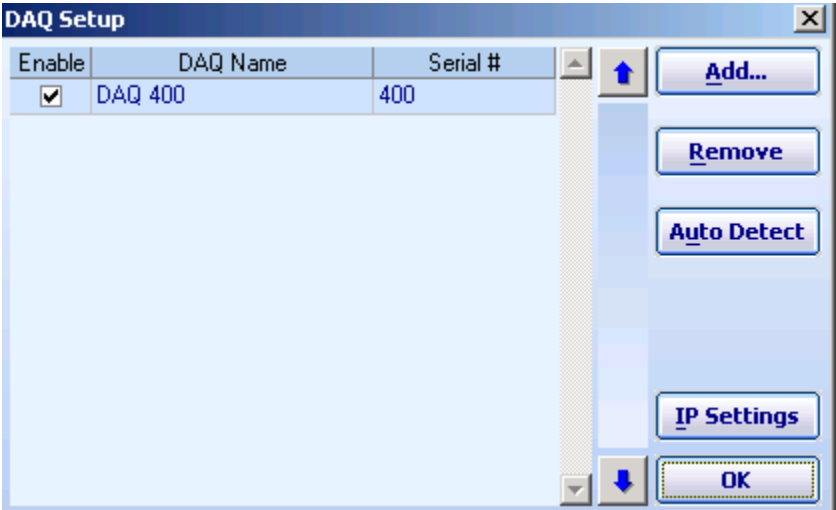 DAQ Setup
Enable DAQ Name Serial #
DAQ 400 400
Add...
Remove
Auto Detect
IP Settings
OK